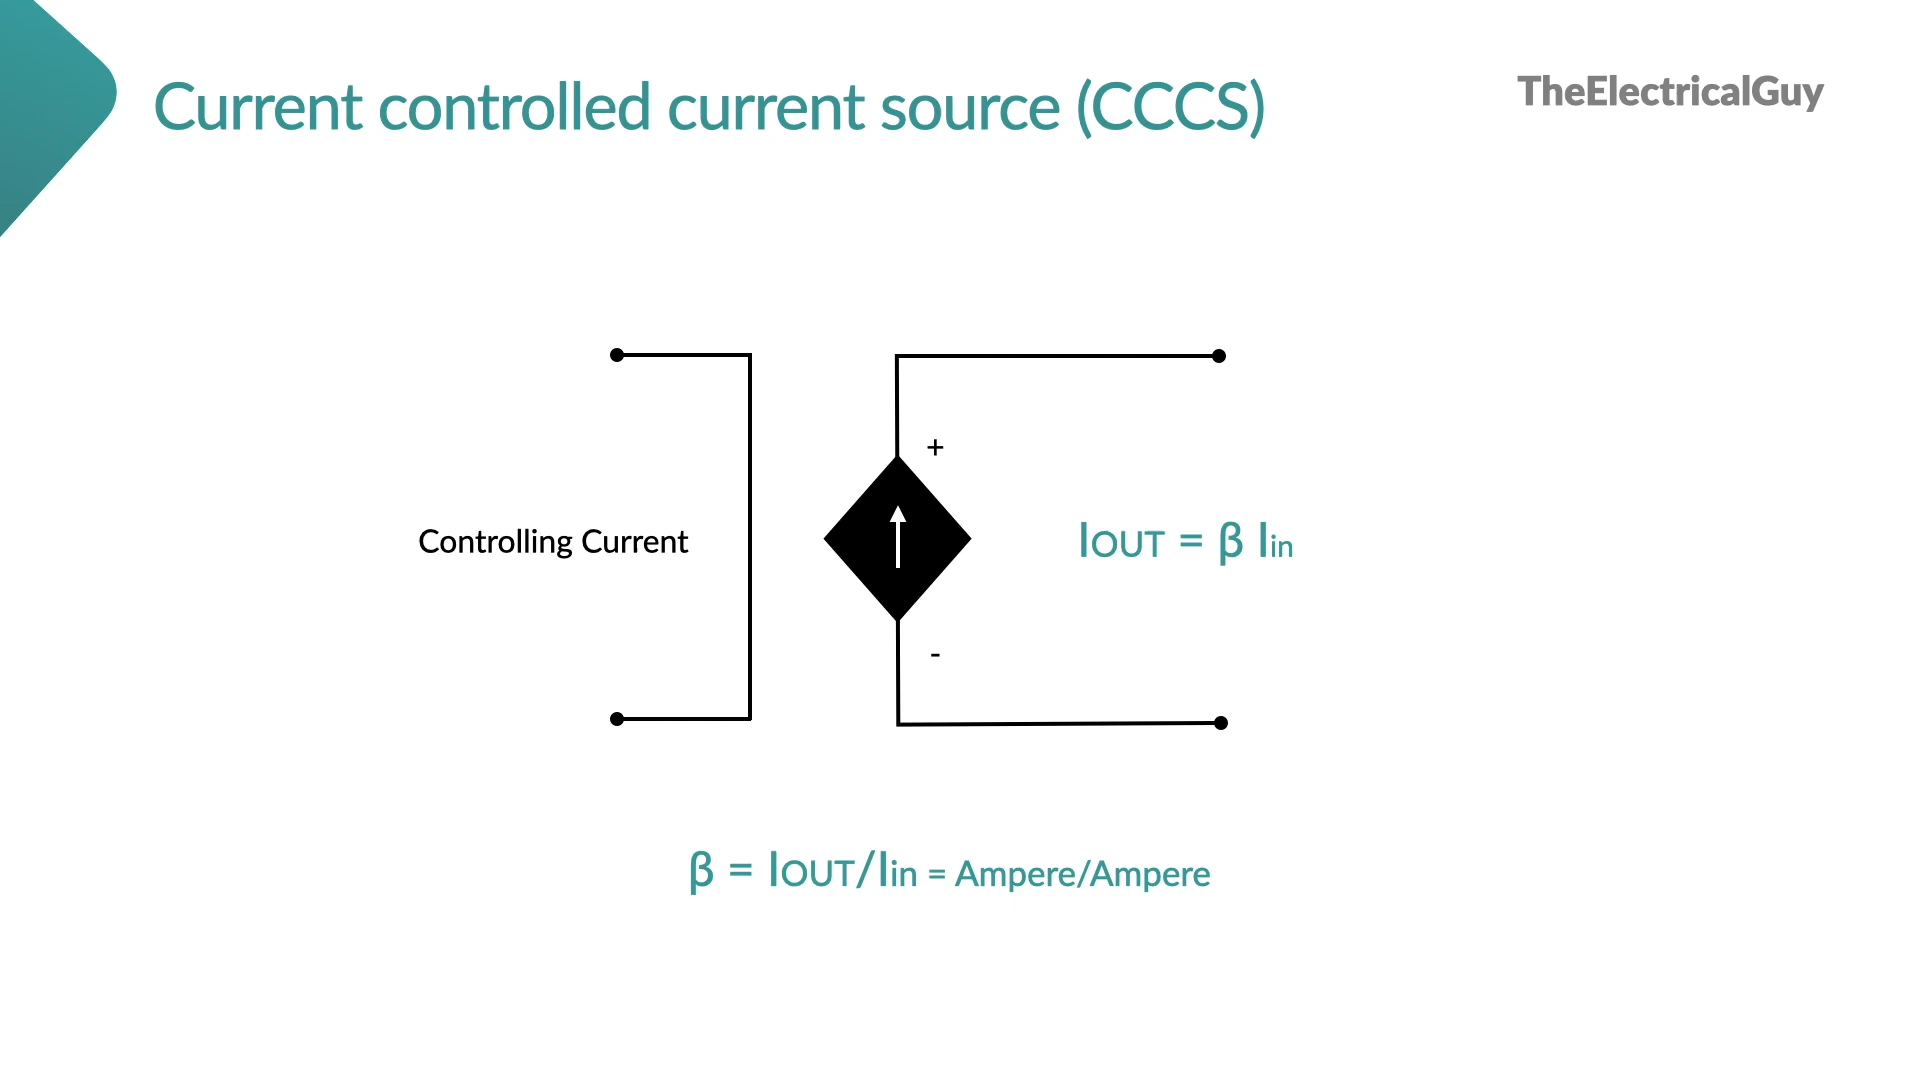 Current controlled current source (CCCS)
TheElectricalGuy
+
Controlling Current
IOUT = β Iin
-
β = IOUT/Iin = Ampere/Ampere